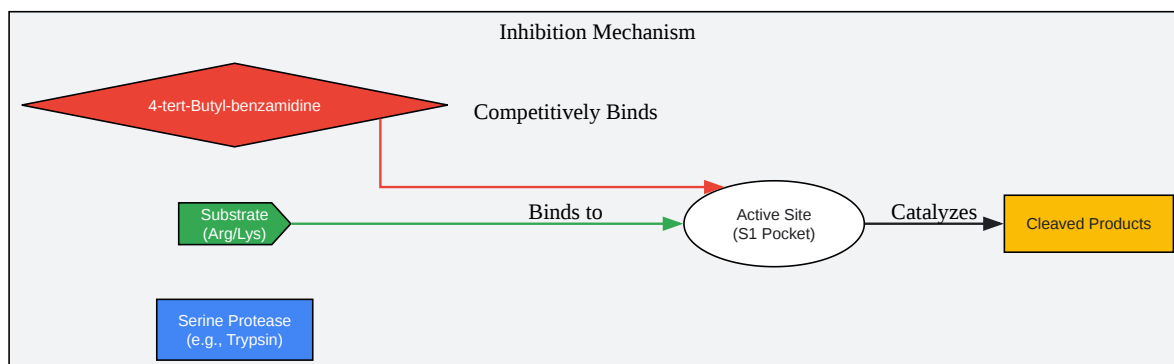 Inhibition Mechanism
4-tert-Butyl-benzamidine
Competitively Binds
Substrate
(Arg/Lys)
Binds to
Active Site
(S1 Pocket)
Catalyzes
Cleaved Products
Serine Protease
(e.g., Trypsin)